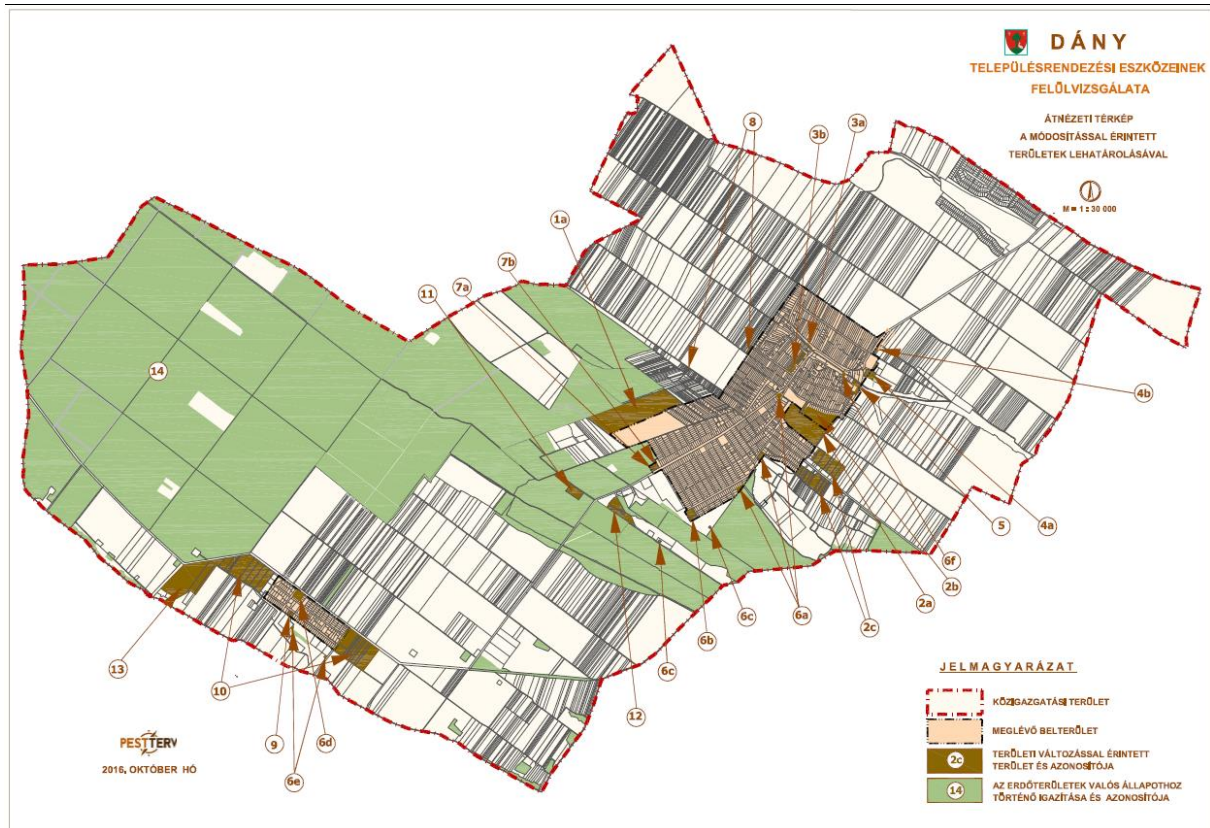 DÁNY
TELEPÜLÉSRENDEZÉSI ESZKÖZEINEK
FELÜLVIZSGÁLATA
ÁTNÉZETI TÉRKÉP
A MÓDOSÍTÁSSAL ÉRINTETT
TERÜLETEK LEHATÁROLÁSÁVAL
M = 1 : 30 000
8
3b
3a
1a
7b
7a
11
14
4b
4a
5
6f
2b
2a
2c
6a
6c
6b
6c
12
13
10
9
6e
6d
PESTTERV
2016. OKTÓBER HÓ
JELMAGYARÁZAT
KÖZIGAZGATÁSI TERÜLET
MEGLÉVŐ BELTERÜLET
2c
TERÜLETI VÁLTOZÁSSAL ÉRINTETT
TERÜLET ÉS AZONOSÍTÓJA
14
AZ ERDŐTERÜLETEK VALÓS ÁLLAPOTHOZ
TÖRTÉNŐ IGAZÍTÁSA ÉS AZONOSÍTÓJA